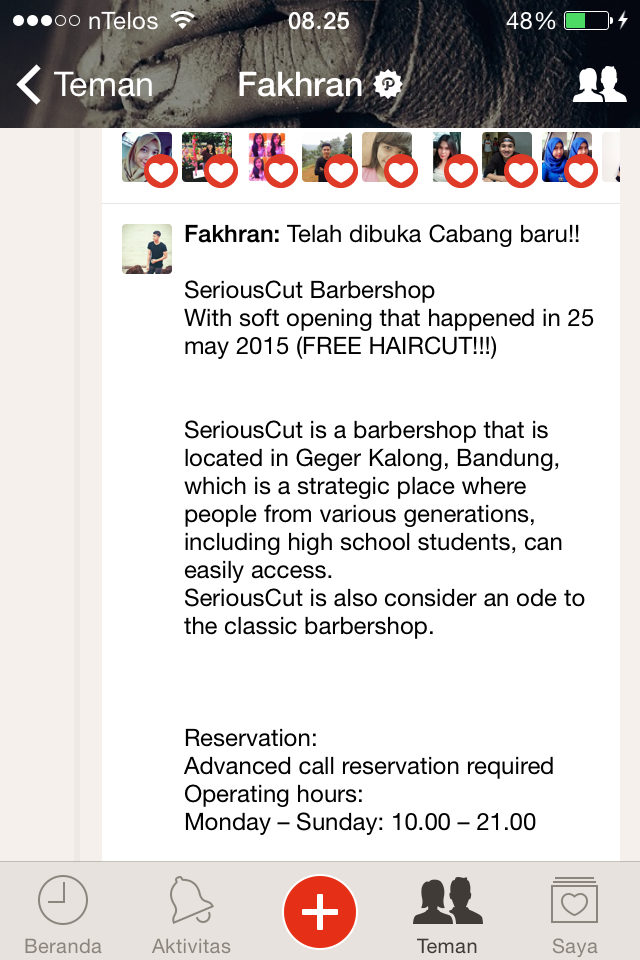 nTelos 08.25 48%
Teman Fakhran
Fakhran: Telah dibuka Cabang baru!!
SeriousCut Barbershop
With soft opening that happened in 25
may 2015 (FREE HAIRCUT!!!)
SeriousCut is a barbershop that is
located in Geger Kalong, Bandung,
which is a strategic place where
people from various generations,
including high school students, can
easily access.
SeriousCut is also consider an ode to
the classic barbershop.
Reservation:
Advanced call reservation required
Operating hours:
Monday – Sunday: 10.00 – 21.00
Beranda Aktivitas Teman Saya